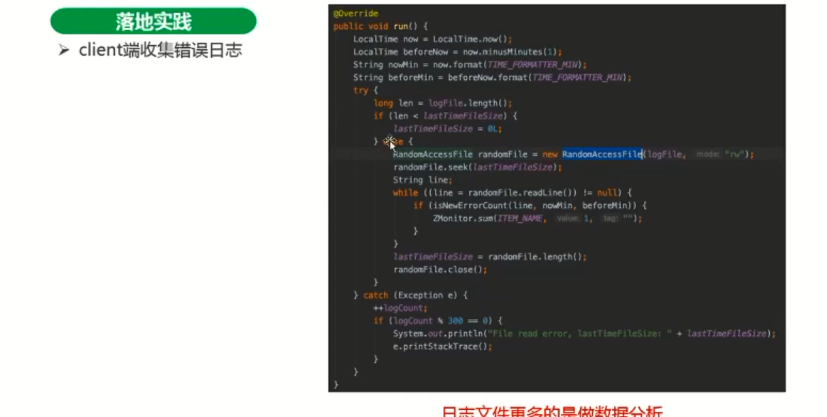 落地实践
➢ client端收集错误日志
@Override
public void run() {
LocalTime now = LocalTime.now();
LocalTime beforeNow = now.minusMinutes(1);
String nowMin = now.format(TIME_FORMATTER_MIN);
String beforeMin = beforeNow.format(TIME_FORMATTER_MIN);
try {
long len = logFile.length();
if (len < lastTimeFileSize) {
lastTimeFileSize = 0L;
} else {
RandomAccessFile randomFile = new RandomAccessFile(logFile, mode: "rw");
randomFile.seek(lastTimeFileSize);
String line;
while ((line = randomFile.readLine()) != null) {
if (isNewErrorCount(line, nowMin, beforeMin)) {
ZMonitor.sum(ITEM_NAME, value: 1, tag: "");
}
}
lastTimeFileSize = randomFile.length();
randomFile.close();
}
} catch (Exception e) {
++logCount;
if (logCount % 300 == 0) {
System.out.println("File read error, lastTimeFileSize: " + lastTimeFileSize);
e.printStackTrace();
}
}
}
日志文件更多的是做数据分析